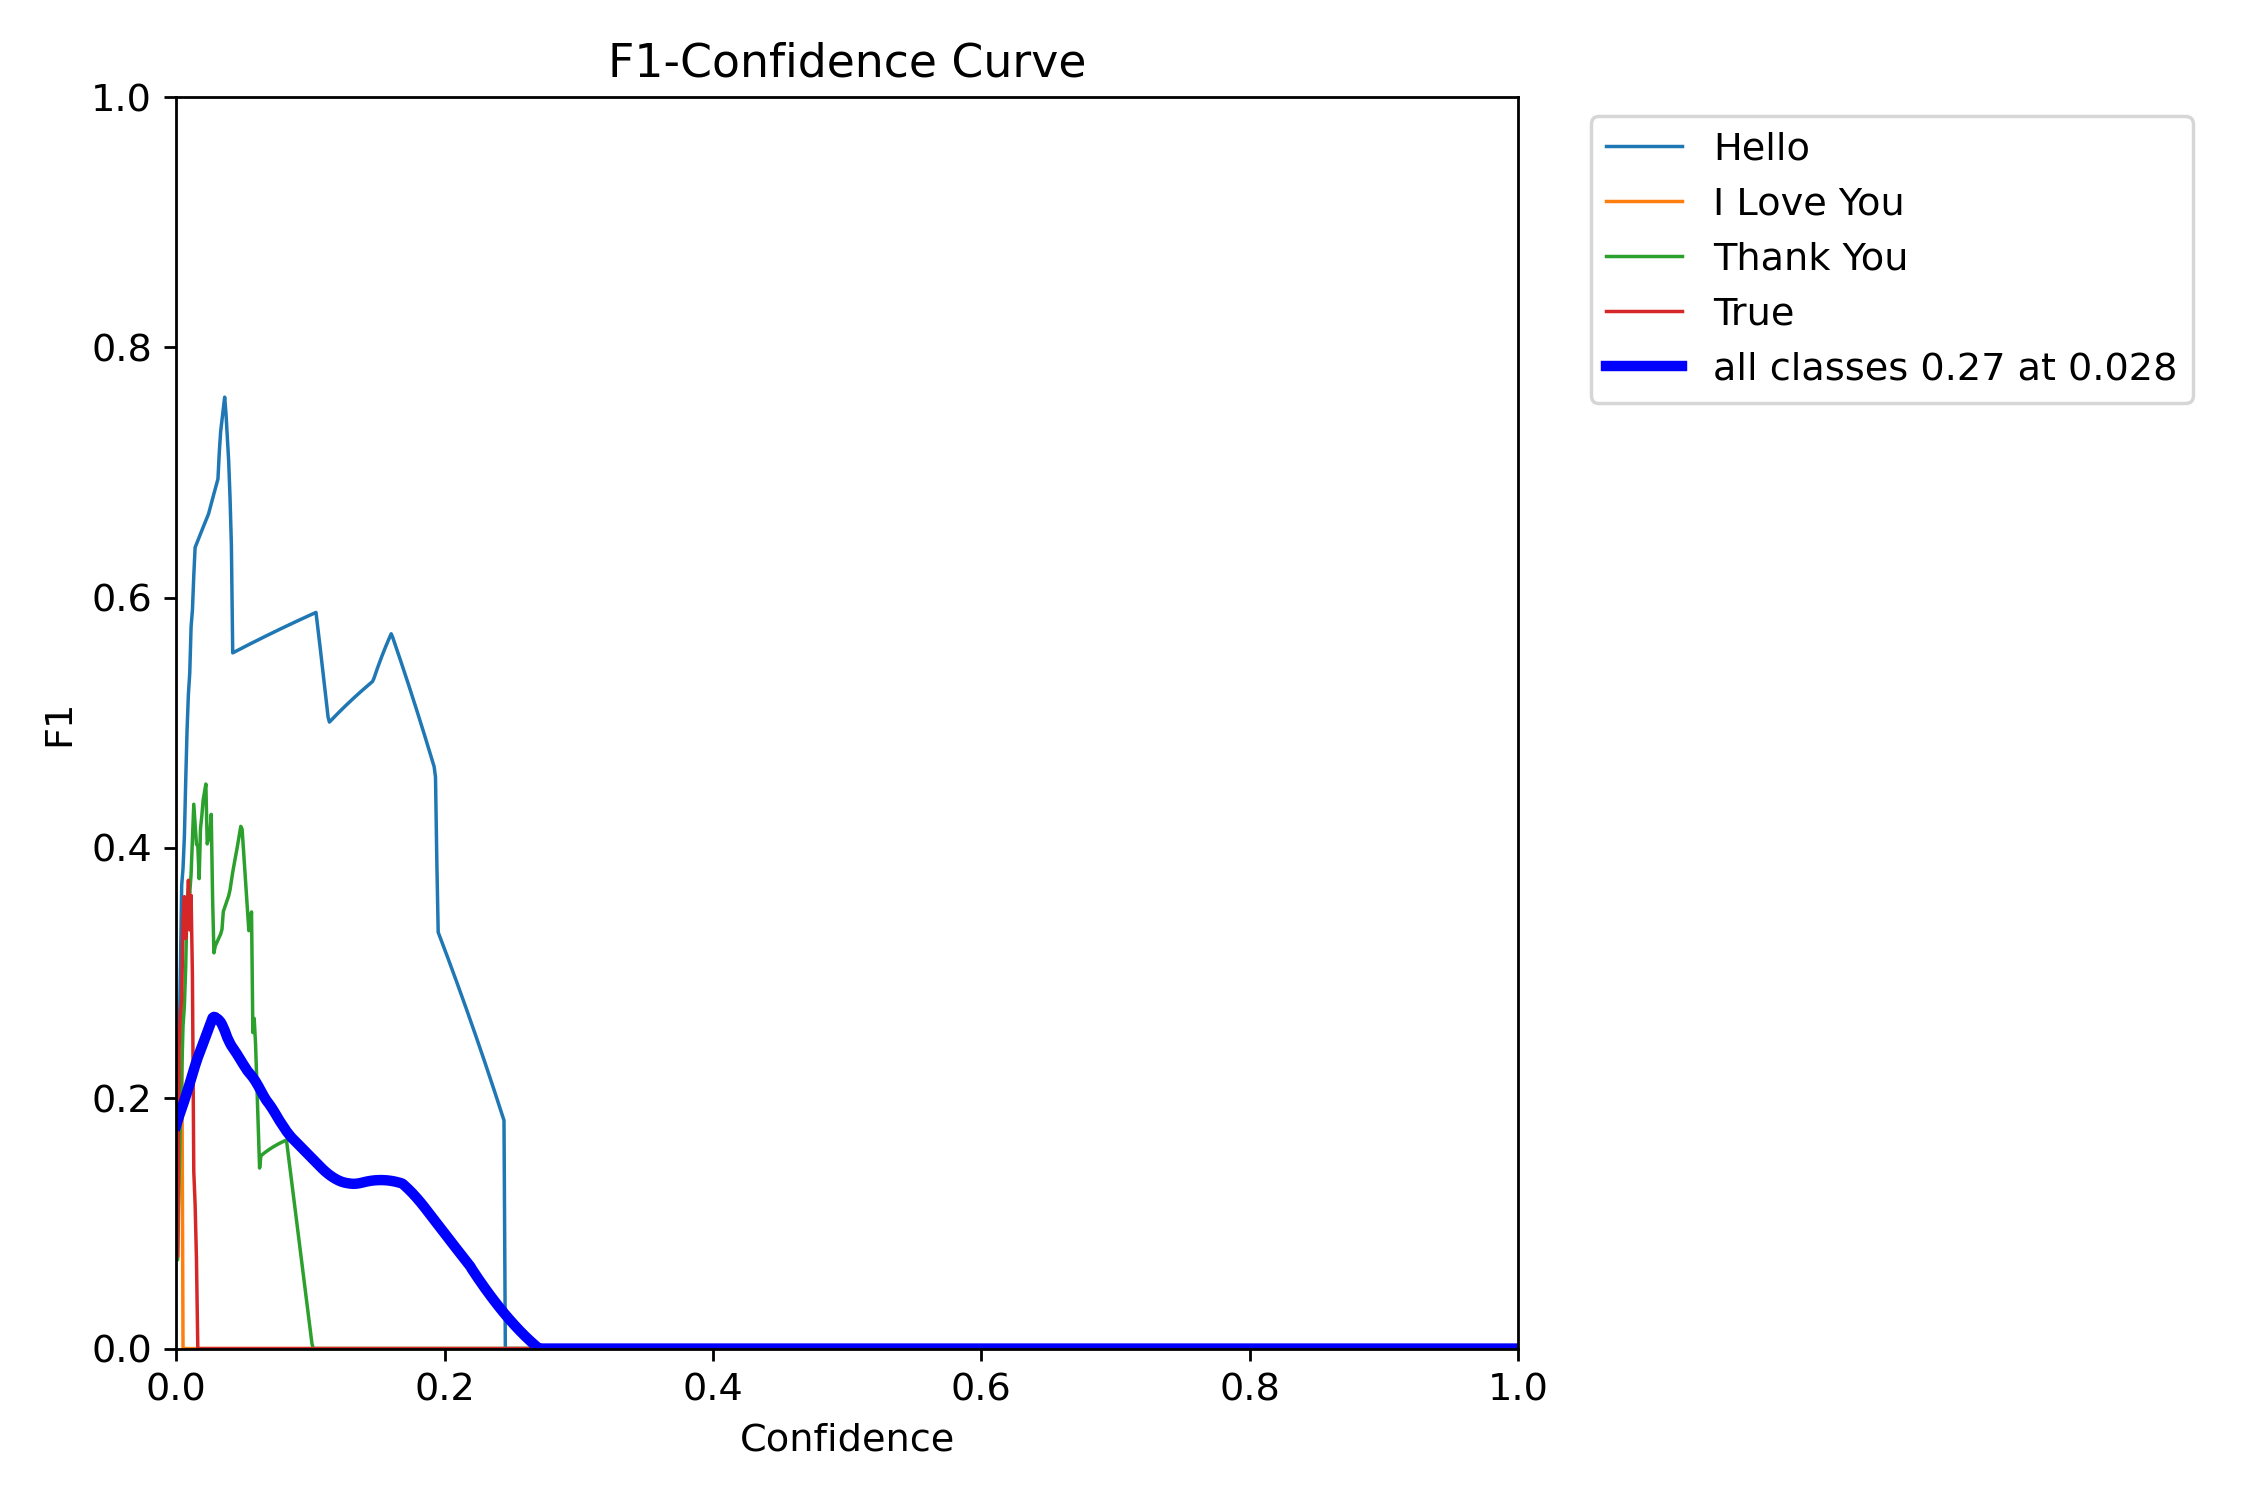 F1-Confidence Curve
1.0
0.8
0.6
0.4
0.2
0.0
F1
0.0 0.2 0.4 0.6 0.8 1.0
Confidence
Hello
I Love You
Thank You
True
all classes 0.27 at 0.028